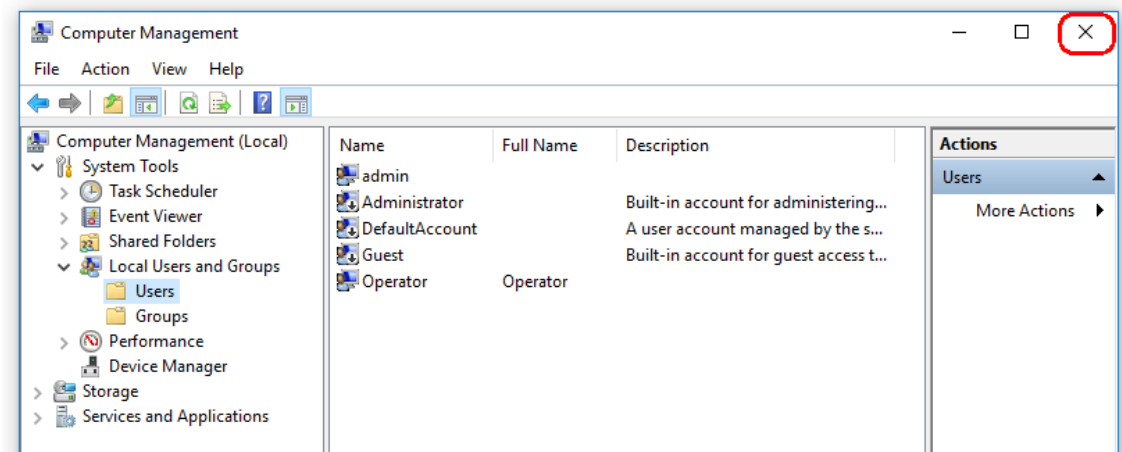 Computer Management
File Action View Help
Computer Management (Local)
System Tools
Task Scheduler
Event Viewer
Shared Folders
Local Users and Groups
Users
Groups
Performance
Device Manager
Storage
Services and Applications
Name Full Name Description
admin
Administrator Built-in account for administering...
DefaultAccount A user account managed by the s...
Guest Built-in account for guest access t...
Operator Operator
Actions
Users
More Actions